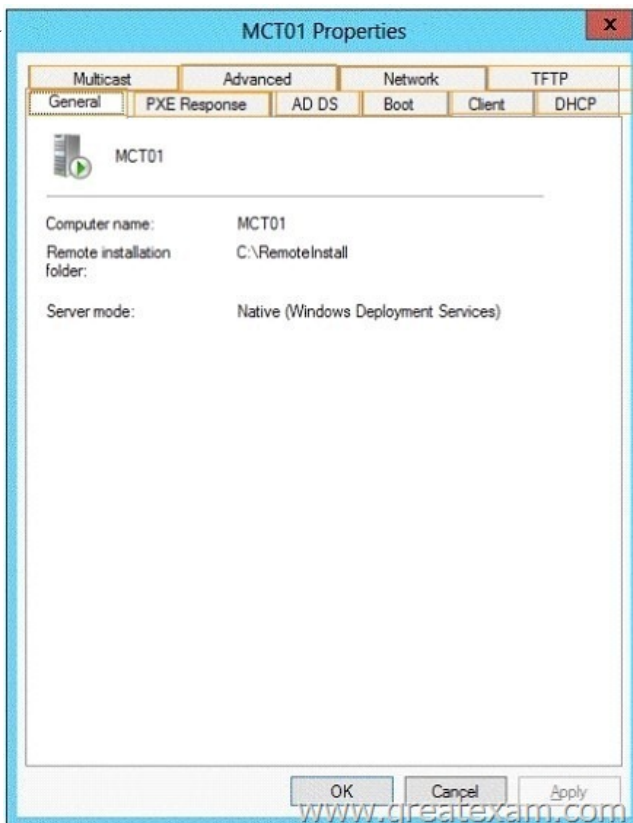 MCT01 Properties
x
Multicast Advanced Network TFTP
General PXE Response AD DS Boot Client DHCP
MCT01
Computer name: MCT01
Remote installation folder: C:\RemoteInstall
Server mode: Native (Windows Deployment Services)
OK Cancel Apply
www.greatexam.com